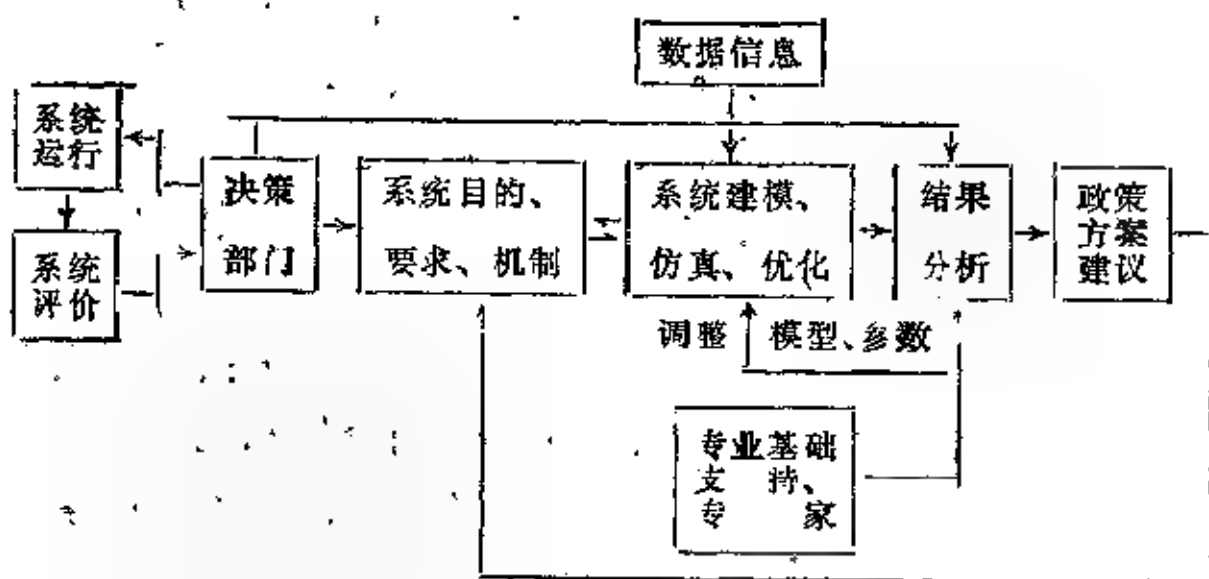 数据信息
系统
运行
系统
评价
决策
部门
系统目的、
要求、机制
系统建模、
仿真、优化
结果
分析
政策
方案
建议
调整 模型、参数
专业基础
支 持、
专 家